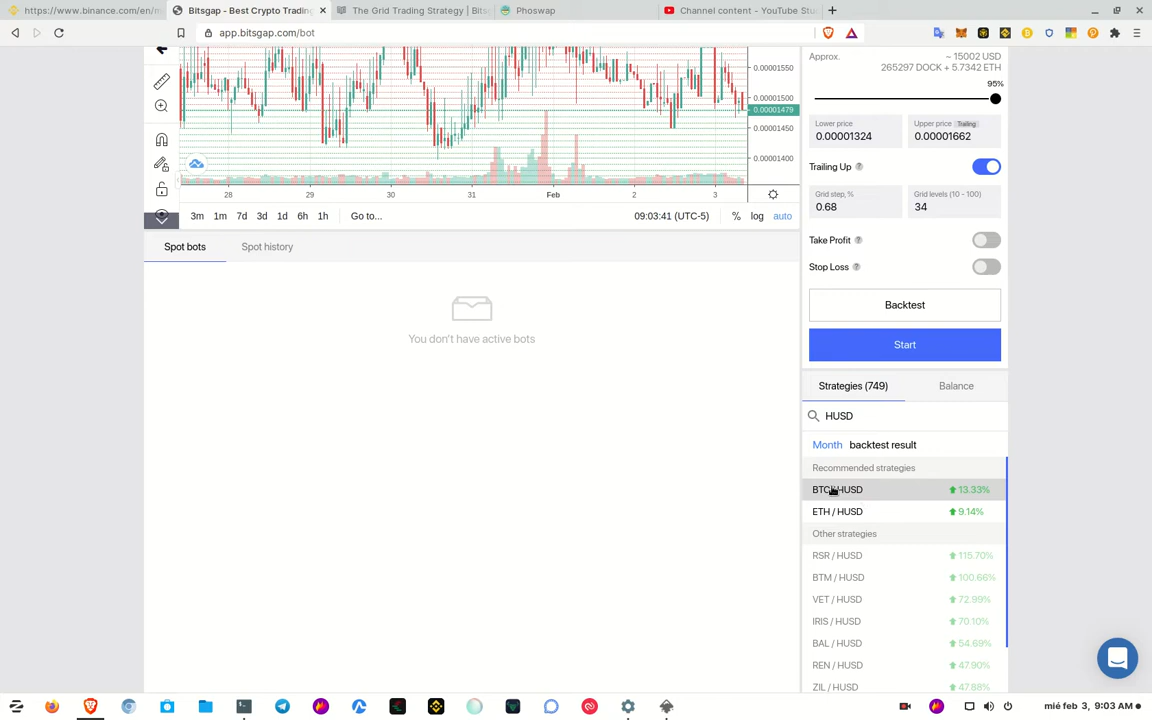 https://www.binance.com/en/m
Bitsgap - Best Crypto Trading
The Grid Trading Strategy | Bits
Phoswap
Channel content - YouTube Stu
app.bitsgap.com/bot
0.00001550
0.00001500
0.00001479
0.00001450
0.00001400
28 29 30 31 Feb 2 3
3m 1m 7d 3d 1d 6h 1h Go to... 09:03:41 (UTC-5) % log auto
Spot bots Spot history
You don't have active bots
Approx. ~ 15002 USD
265297 DOCK + 5.7342 ETH
95%
Lower price Upper price Trailing
0.00001324 0.00001662
Trailing Up ?
Grid step, % Grid levels (10 - 100)
0.68 34
Take Profit ?
Stop Loss ?
Backtest
Start
Strategies (749) Balance
HUSD
Month backtest result
Recommended strategies
BTC / HUSD 13.33%
ETH / HUSD 9.14%
Other strategies
RSR / HUSD 115.70%
BTM / HUSD 100.66%
VET / HUSD 72.99%
IRIS / HUSD 70.10%
BAL / HUSD 54.69%
REN / HUSD 47.90%
ZIL / HUSD 47.88%
mié feb 3, 9:03 AM